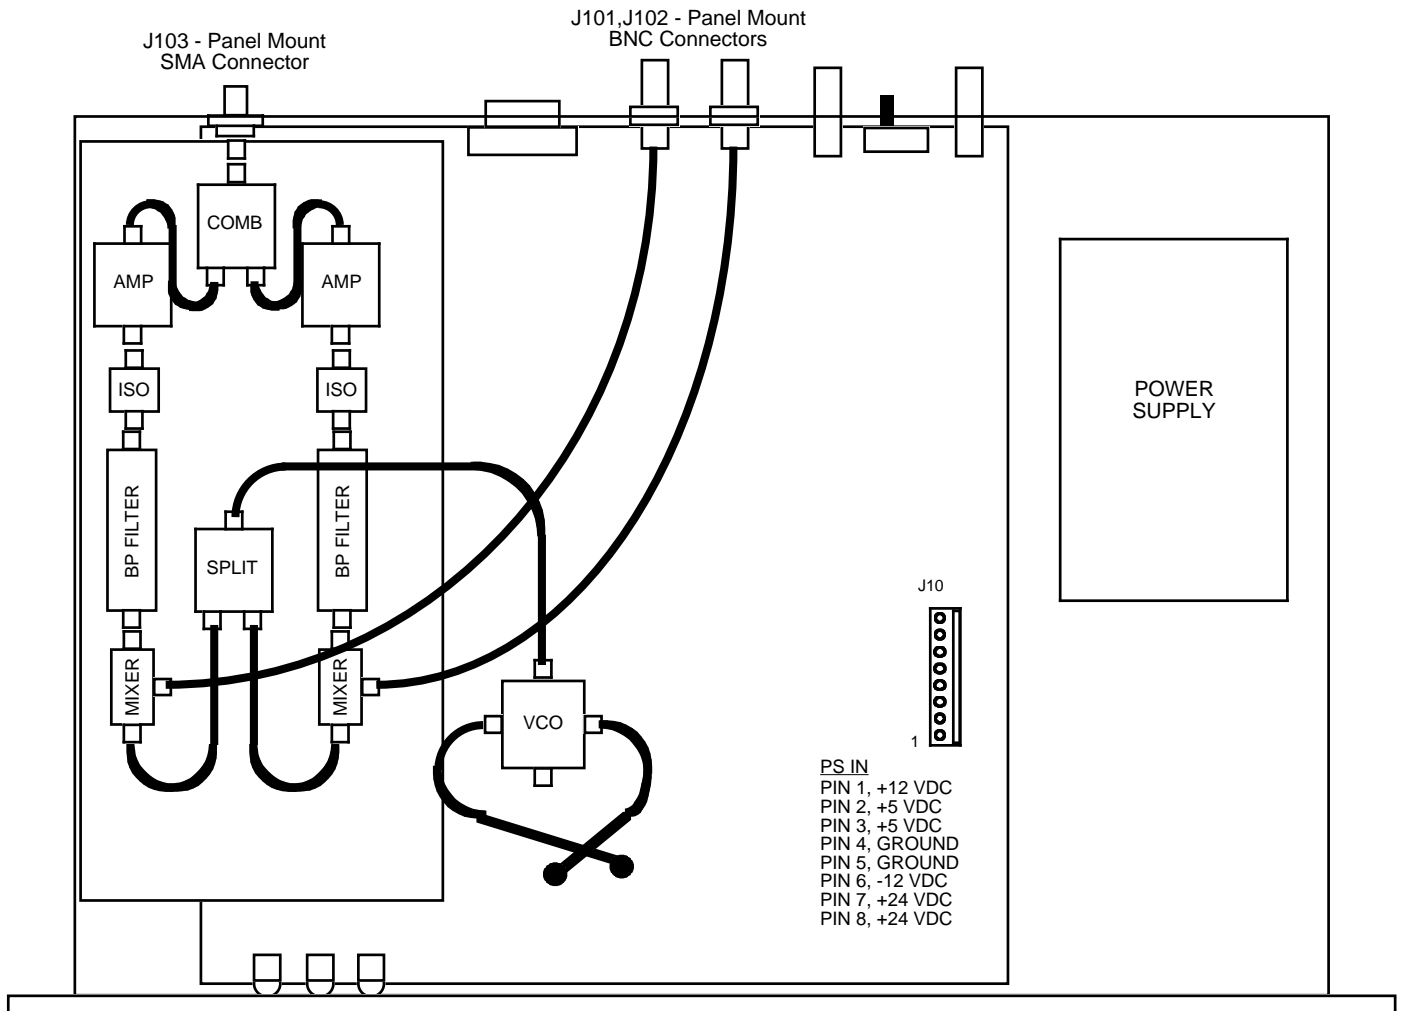 J101,J102 - Panel Mount
BNC Connectors
J103 - Panel Mount
SMA Connector
COMB
AMP
AMP
ISO
ISO
POWER
SUPPLY
BP FILTER
BP FILTER
SPLIT
J10
MIXER
MIXER
VCO
1
PS IN
PIN 1, +12 VDC
PIN 2, +5 VDC
PIN 3, +5 VDC
PIN 4, GROUND
PIN 5, GROUND
PIN 6, -12 VDC
PIN 7, +24 VDC
PIN 8, +24 VDC